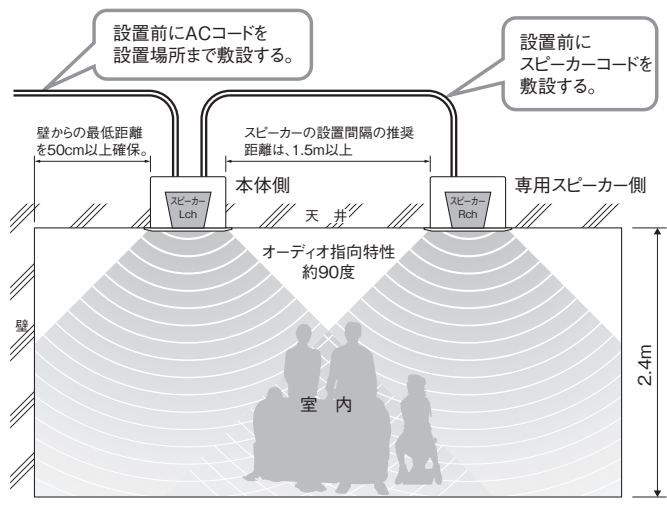 設置前にACコードを
設置場所まで敷設する。
設置前に
スピーカーコードを
敷設する。
壁からの最低距離
を50cm以上確保。
スピーカーの設置間隔の推奨
距離は、1.5m以上
スピーカー
Lch
本体側
スピーカー
Rch
専用スピーカー側
天井
オーディオ指向特性
約90度
壁
2.4m
室内